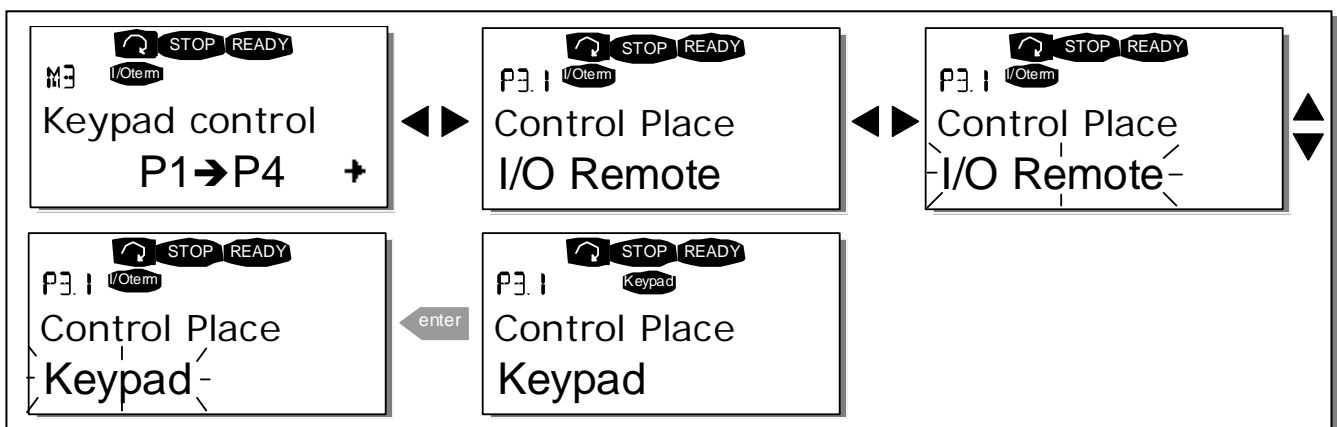 STOP READY
M3 I/Oterm
Keypad control
P1➔P4
STOP READY
P3.1 I/Oterm
Control Place
I/O Remote
STOP READY
P3.1 I/Oterm
Control Place
I/O Remote
STOP READY
P3.1 I/Oterm
Control Place
Keypad
enter
STOP READY
P3.1 Keypad
Control Place
Keypad